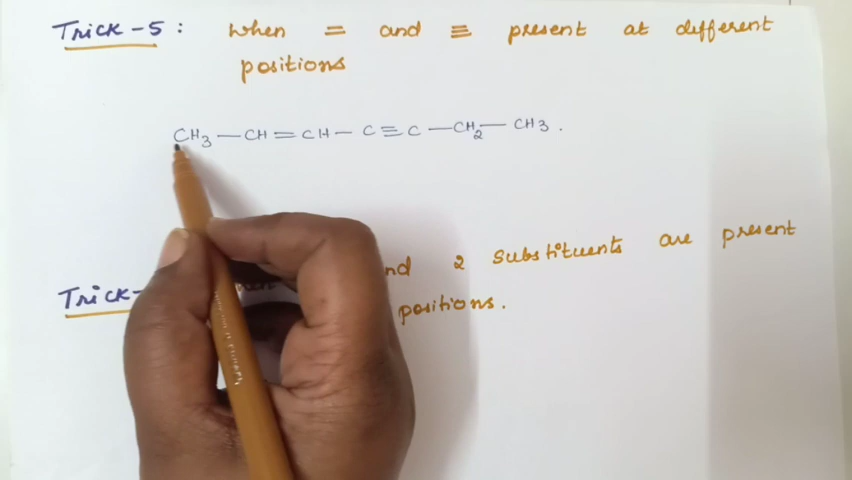 Trick-5: when = and ≡ present at different
positions
CH3—CH=CH—C≡C—CH2—CH3.
2 substituents are present
Trick- positions.